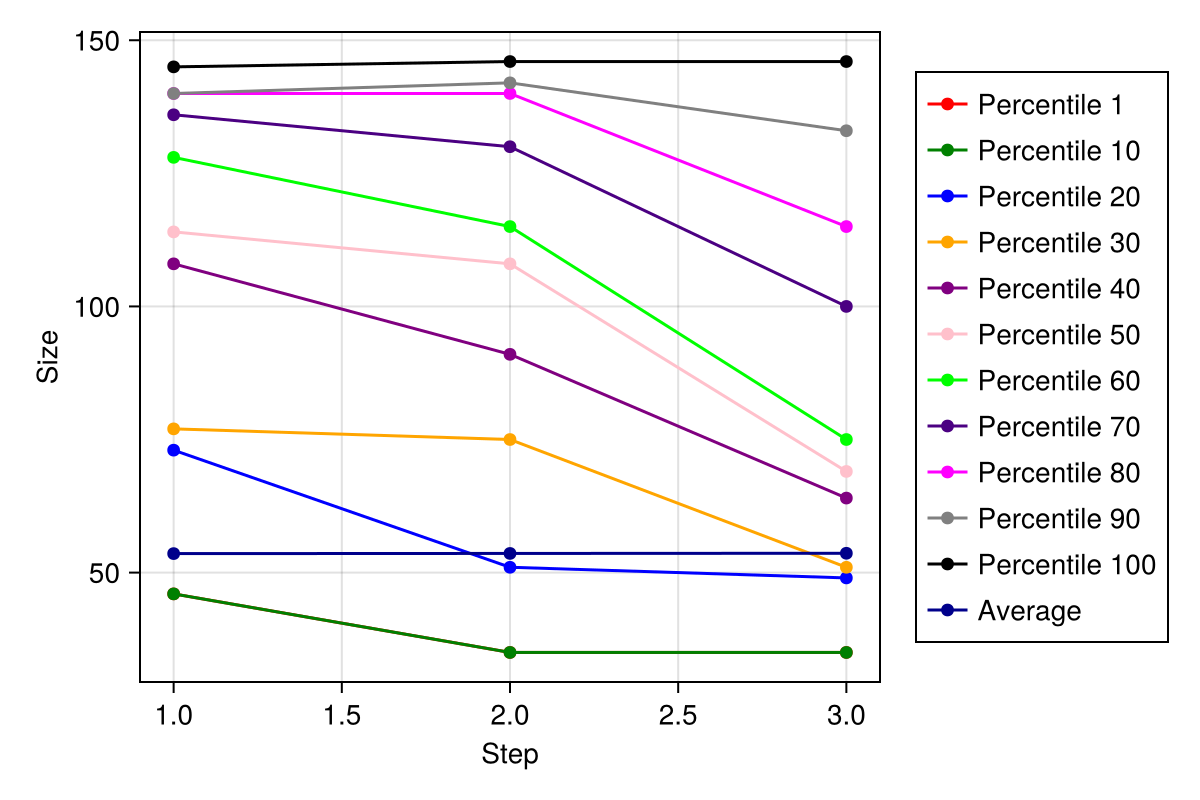 150
100
50
Size
1.0 1.5 2.0 2.5 3.0
Step
Percentile 1
Percentile 10
Percentile 20
Percentile 30
Percentile 40
Percentile 50
Percentile 60
Percentile 70
Percentile 80
Percentile 90
Percentile 100
Average